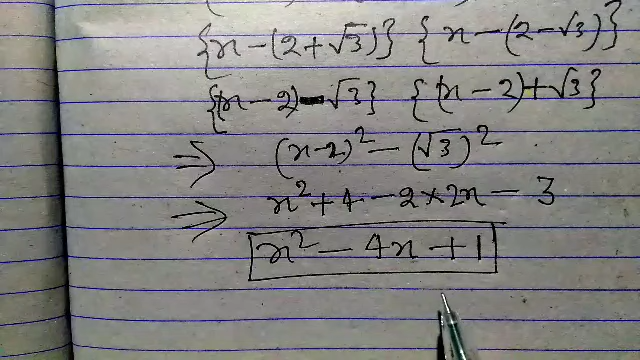 {x-(2+√3)} {x-(2-√3)}
{(x-2)-√3} {(x-2)+√3}
⇒ (x-2)² - (√3)²
⇒ x² + 4 - 2×2x - 3
x² - 4x + 1